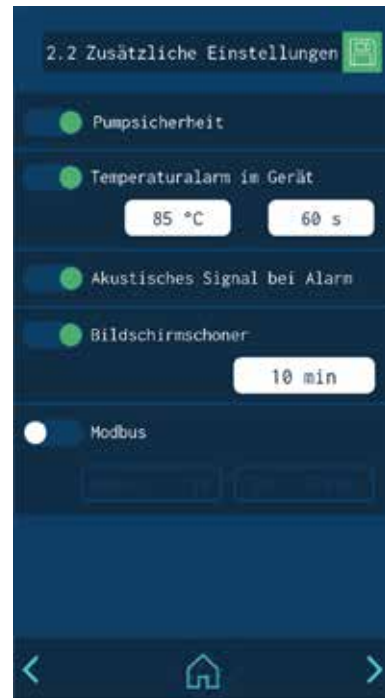 2.2 Zusätzliche Einstellungen
Pumpsicherheit
Temperaturalarm im Gerät
85 °C 60 s
Akustisches Signal bei Alarm
Bildschirmschoner
10 min
Modbus